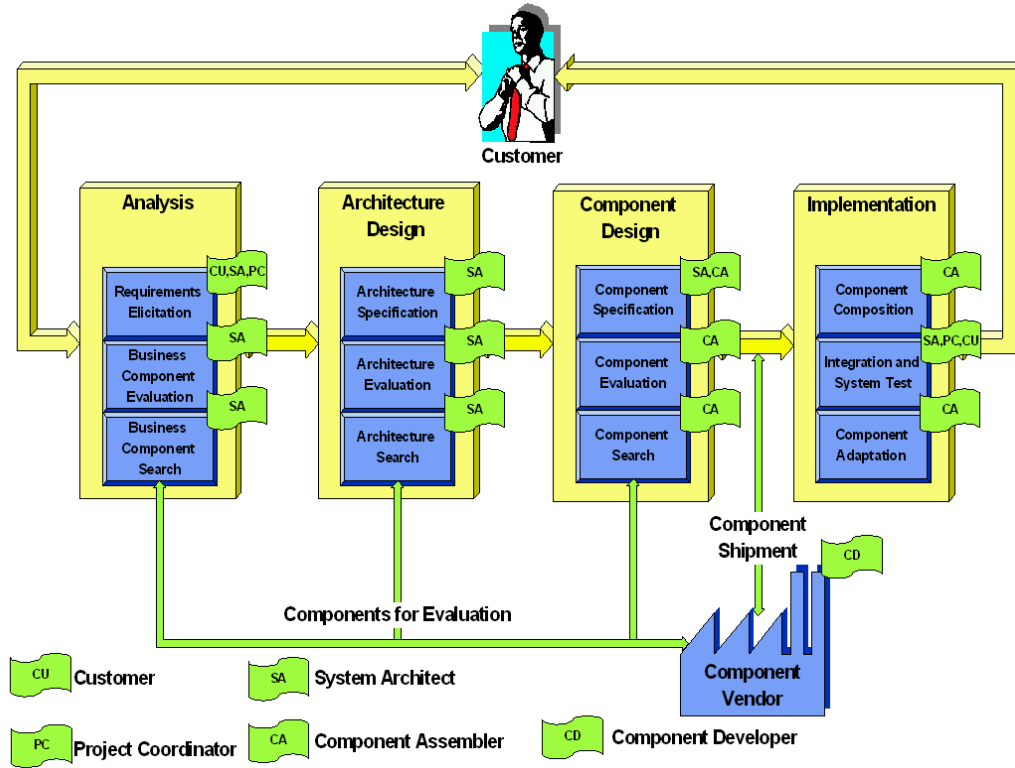 Customer
Analysis
Architecture
Design
Component
Design
Implementation
CU,SA,PC
Requirements
Elicitation
SA
Business
Component
Evaluation
SA
Business
Component
Search
SA
Architecture
Specification
SA
Architecture
Evaluation
SA
Architecture
Search
SA,CA
Component
Specification
CA
Component
Evaluation
CA
Component
Search
CA
Component
Composition
SA,PC,CU
Integration and
System Test
CA
Component
Adaptation
Component
Shipment
CD
Components for Evaluation
Component
Vendor
CU
Customer
SA
System Architect
PC
Project Coordinator
CA
Component Assembler
CD
Component Developer